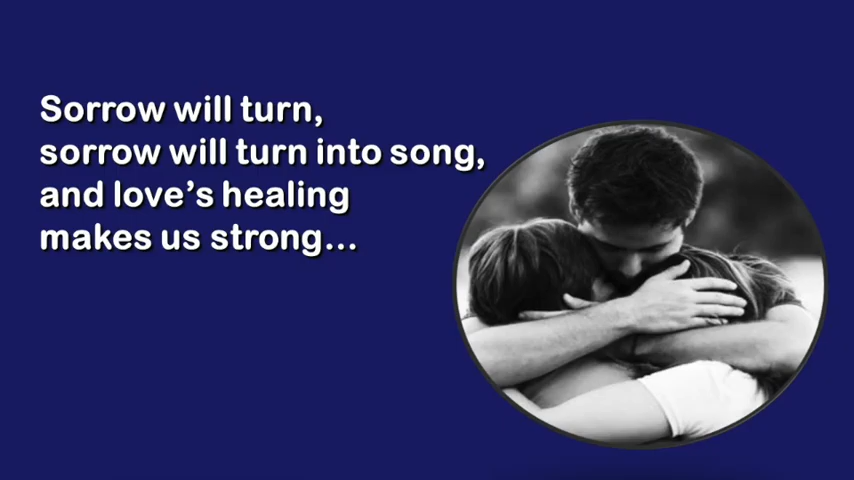 Sorrow will turn,
sorrow will turn into song,
and love’s healing
makes us strong...